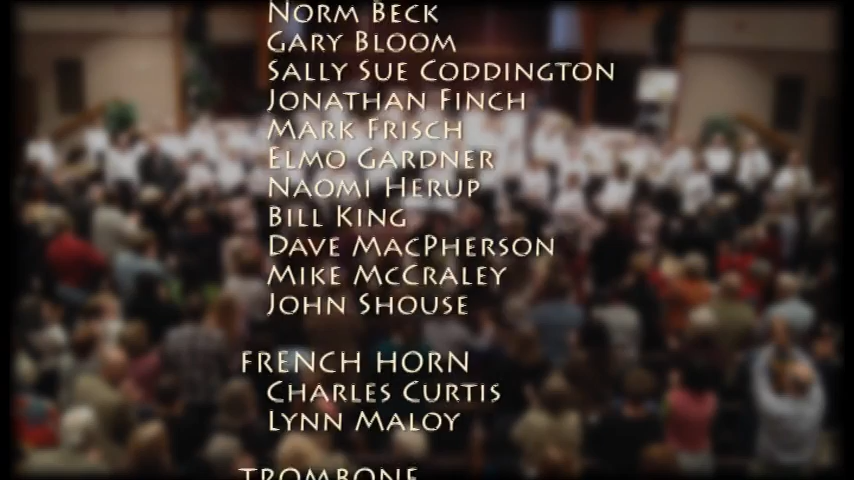 NORM BECK
GARY BLOOM
SALLY SUE CODDINGTON
JONATHAN FINCH
MARK FRISCH
ELMO GARDNER
NAOMI HERUP
BILL KING
DAVE MACPHERSON
MIKE MCCRALEY
JOHN SHOUSE
FRENCH HORN
CHARLES CURTIS
LYNN MALOY
TROMBONE